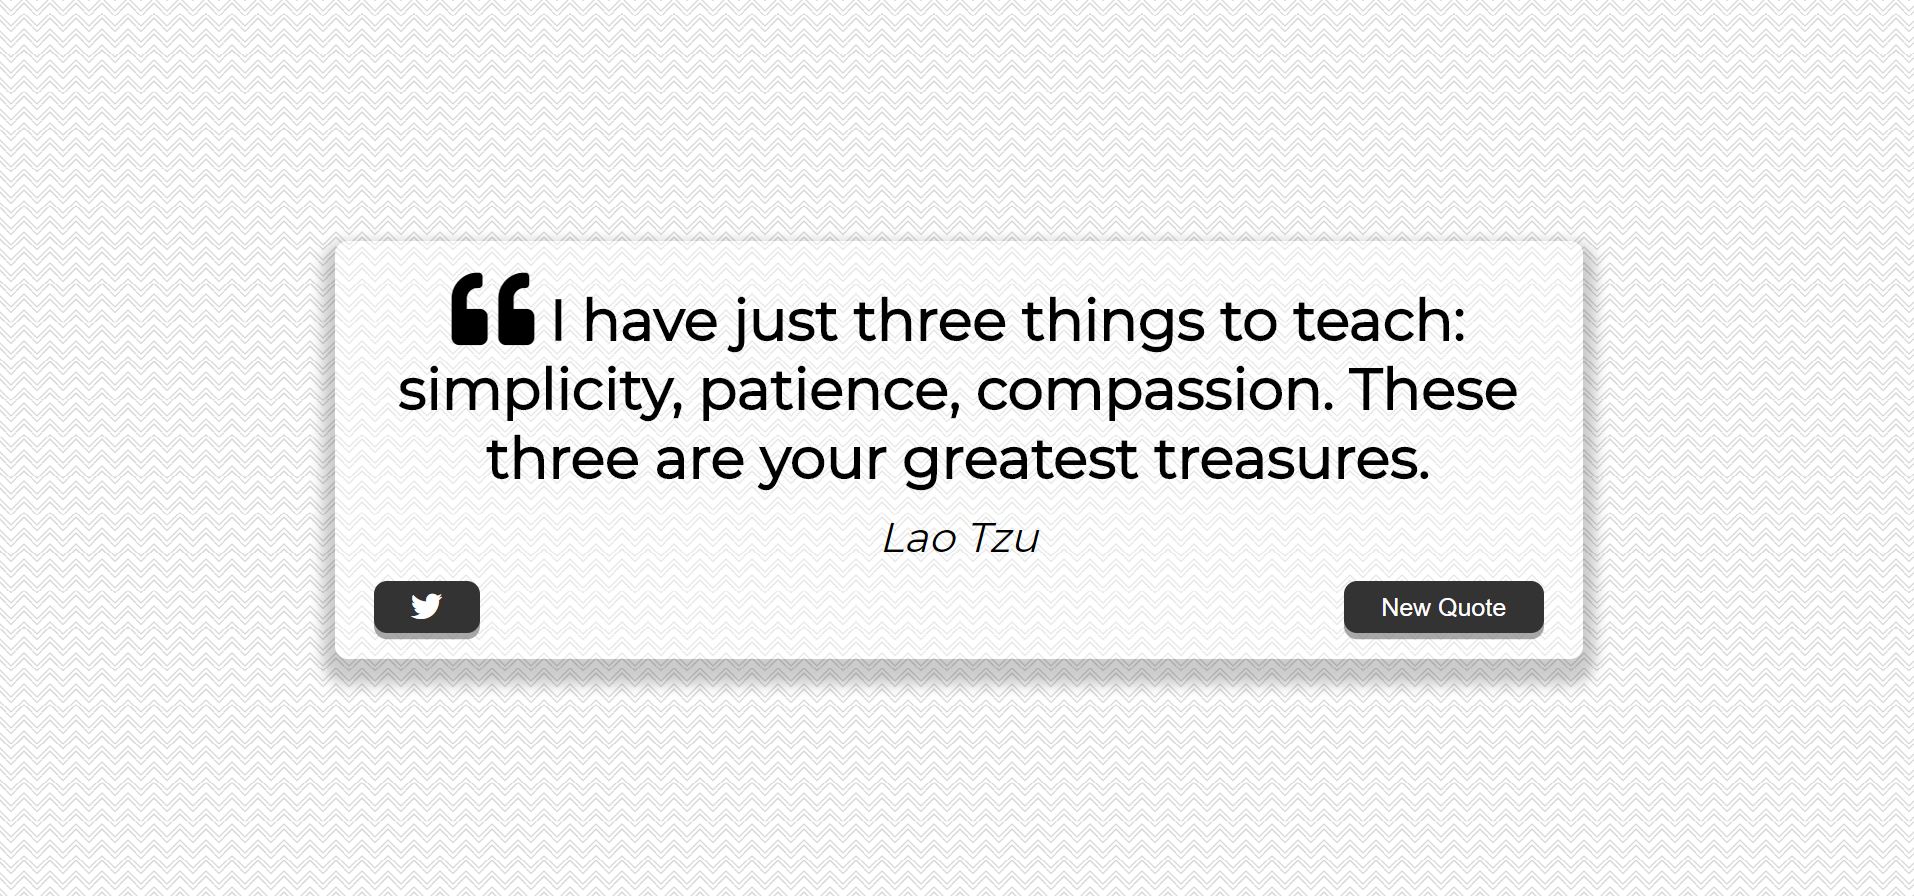 “ I have just three things to teach:
simplicity, patience, compassion. These
three are your greatest treasures.
Lao Tzu
New Quote